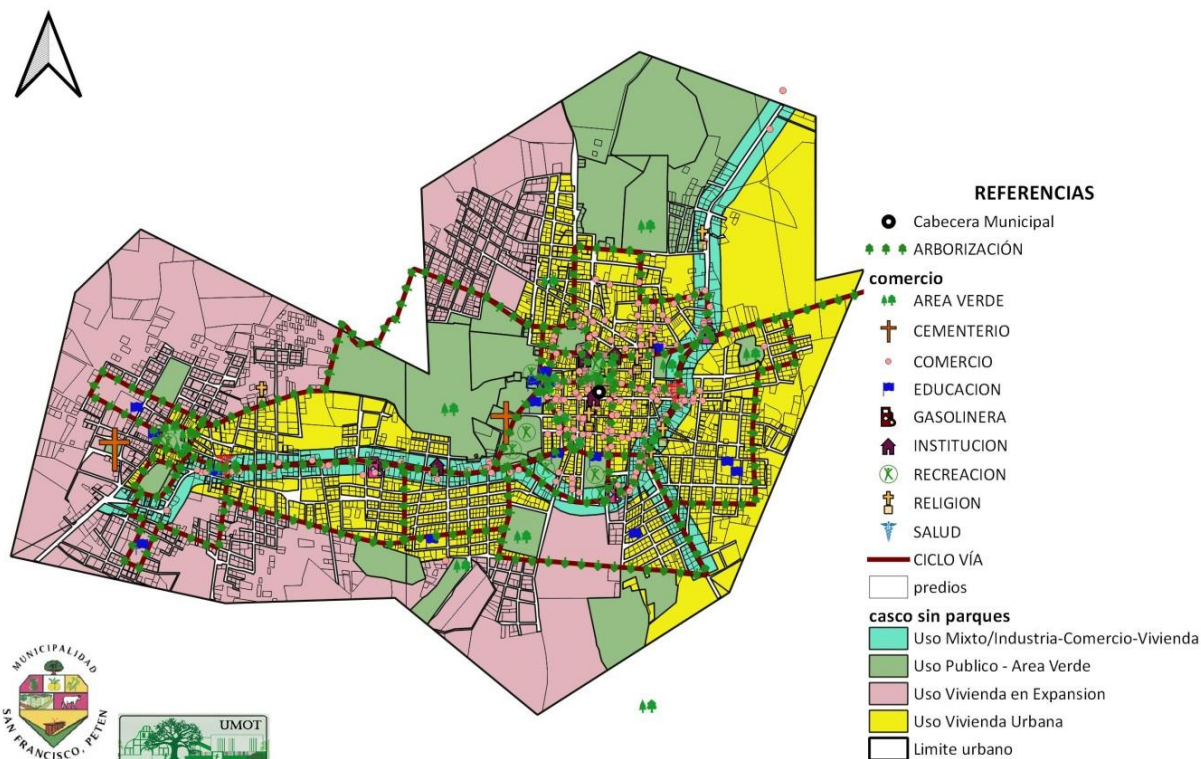 REFERENCIAS
Cabecera Municipal
ARBORIZACIÓN
comercio
AREA VERDE
CEMENTERIO
COMERCIO
EDUCACION
GASOLINERA
INSTITUCION
RECREACION
RELIGION
SALUD
CICLO VÍA
predios
casco sin parques
Uso Mixto/Industria-Comercio-Vivienda
Uso Publico - Area Verde
Uso Vivienda en Expansion
Uso Vivienda Urbana
Limite urbano
MUNICIPALIDAD
SAN FRANCISCO, PETEN
UMOT